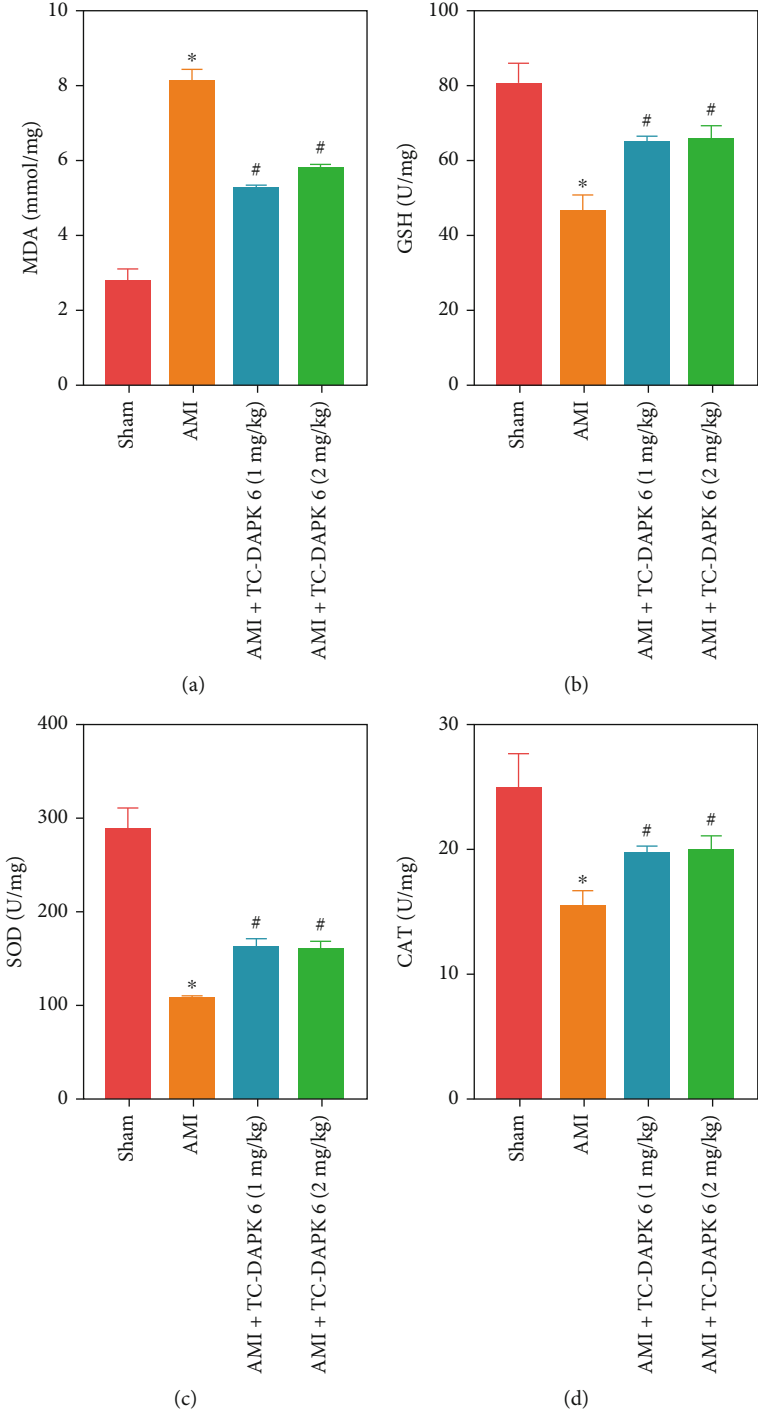 10
8
6
4
2
0
MDA (mmol/mg)
*
#
#
Sham
AMI
AMI + TC-DAPK 6 (1 mg/kg)
AMI + TC-DAPK 6 (2 mg/kg)
(a)
100
80
60
40
20
0
GSH (U/mg)
*
#
#
Sham
AMI
AMI + TC-DAPK 6 (1 mg/kg)
AMI + TC-DAPK 6 (2 mg/kg)
(b)
400
300
200
100
0
SOD (U/mg)
*
#
#
Sham
AMI
AMI + TC-DAPK 6 (1 mg/kg)
AMI + TC-DAPK 6 (2 mg/kg)
(c)
30
20
10
0
CAT (U/mg)
*
#
#
Sham
AMI
AMI + TC-DAPK 6 (1 mg/kg)
AMI + TC-DAPK 6 (2 mg/kg)
(d)